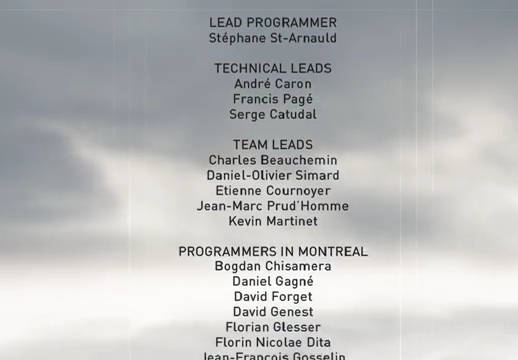 LEAD PROGRAMMER
Stéphane St-Arnauld
TECHNICAL LEADS
André Caron
Francis Pagé
Serge Catudal
TEAM LEADS
Charles Beauchemin
Daniel-Olivier Simard
Etienne Cournoyer
Jean-Marc Prud'Homme
Kevin Martinet
PROGRAMMERS IN MONTREAL
Bogdan Chisamera
Daniel Gagné
David Forget
David Genest
Florian Glesser
Florin Nicolae Dita
Jean-François Gosselin